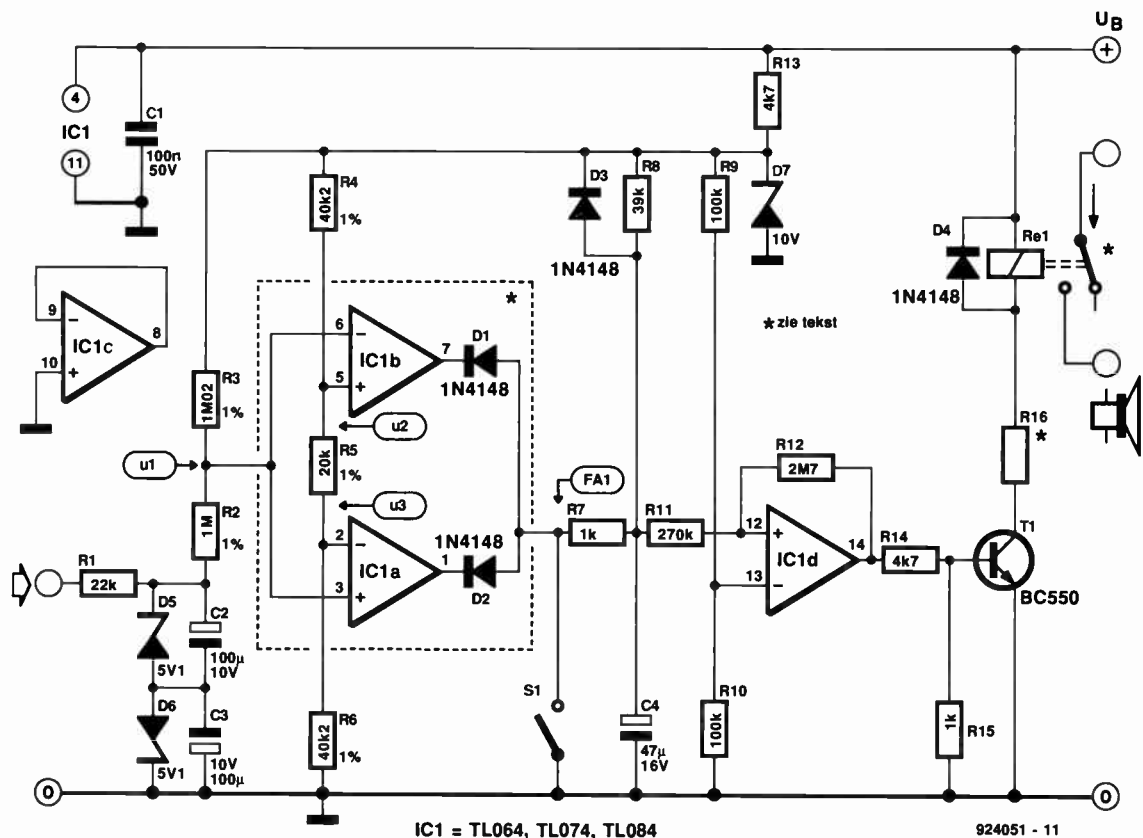 UB
+
R13
4k7
4
C1
IC1
100n
50V
11
R4
40k2
1%
D3
1N4148
R8
39k
R9
100k
D7
10V
D4
1N4148
Re1
*
* zie tekst
9
−
8
IC1c
10
+
R3
1M02
1%
*
6
−
D1
7
IC1b
1N4148
5
+
u2
u1
R5
20k
1%
R16
*
R2
1M
1%
u3
FA1
R12
2M7
1N4148
2
−
1
IC1a
3
+
D2
R7
1k
R11
270k
12
+
14
IC1d
13
−
R14
4k7
T1
BC550
R1
22k
D5
5V1
C2
100µ
10V
S1
D6
5V1
C3
10V
100µ
R6
40k2
1%
C4
47µ
16V
R10
100k
1k
R15
0
0
IC1 = TL064, TL074, TL084
924051 - 11